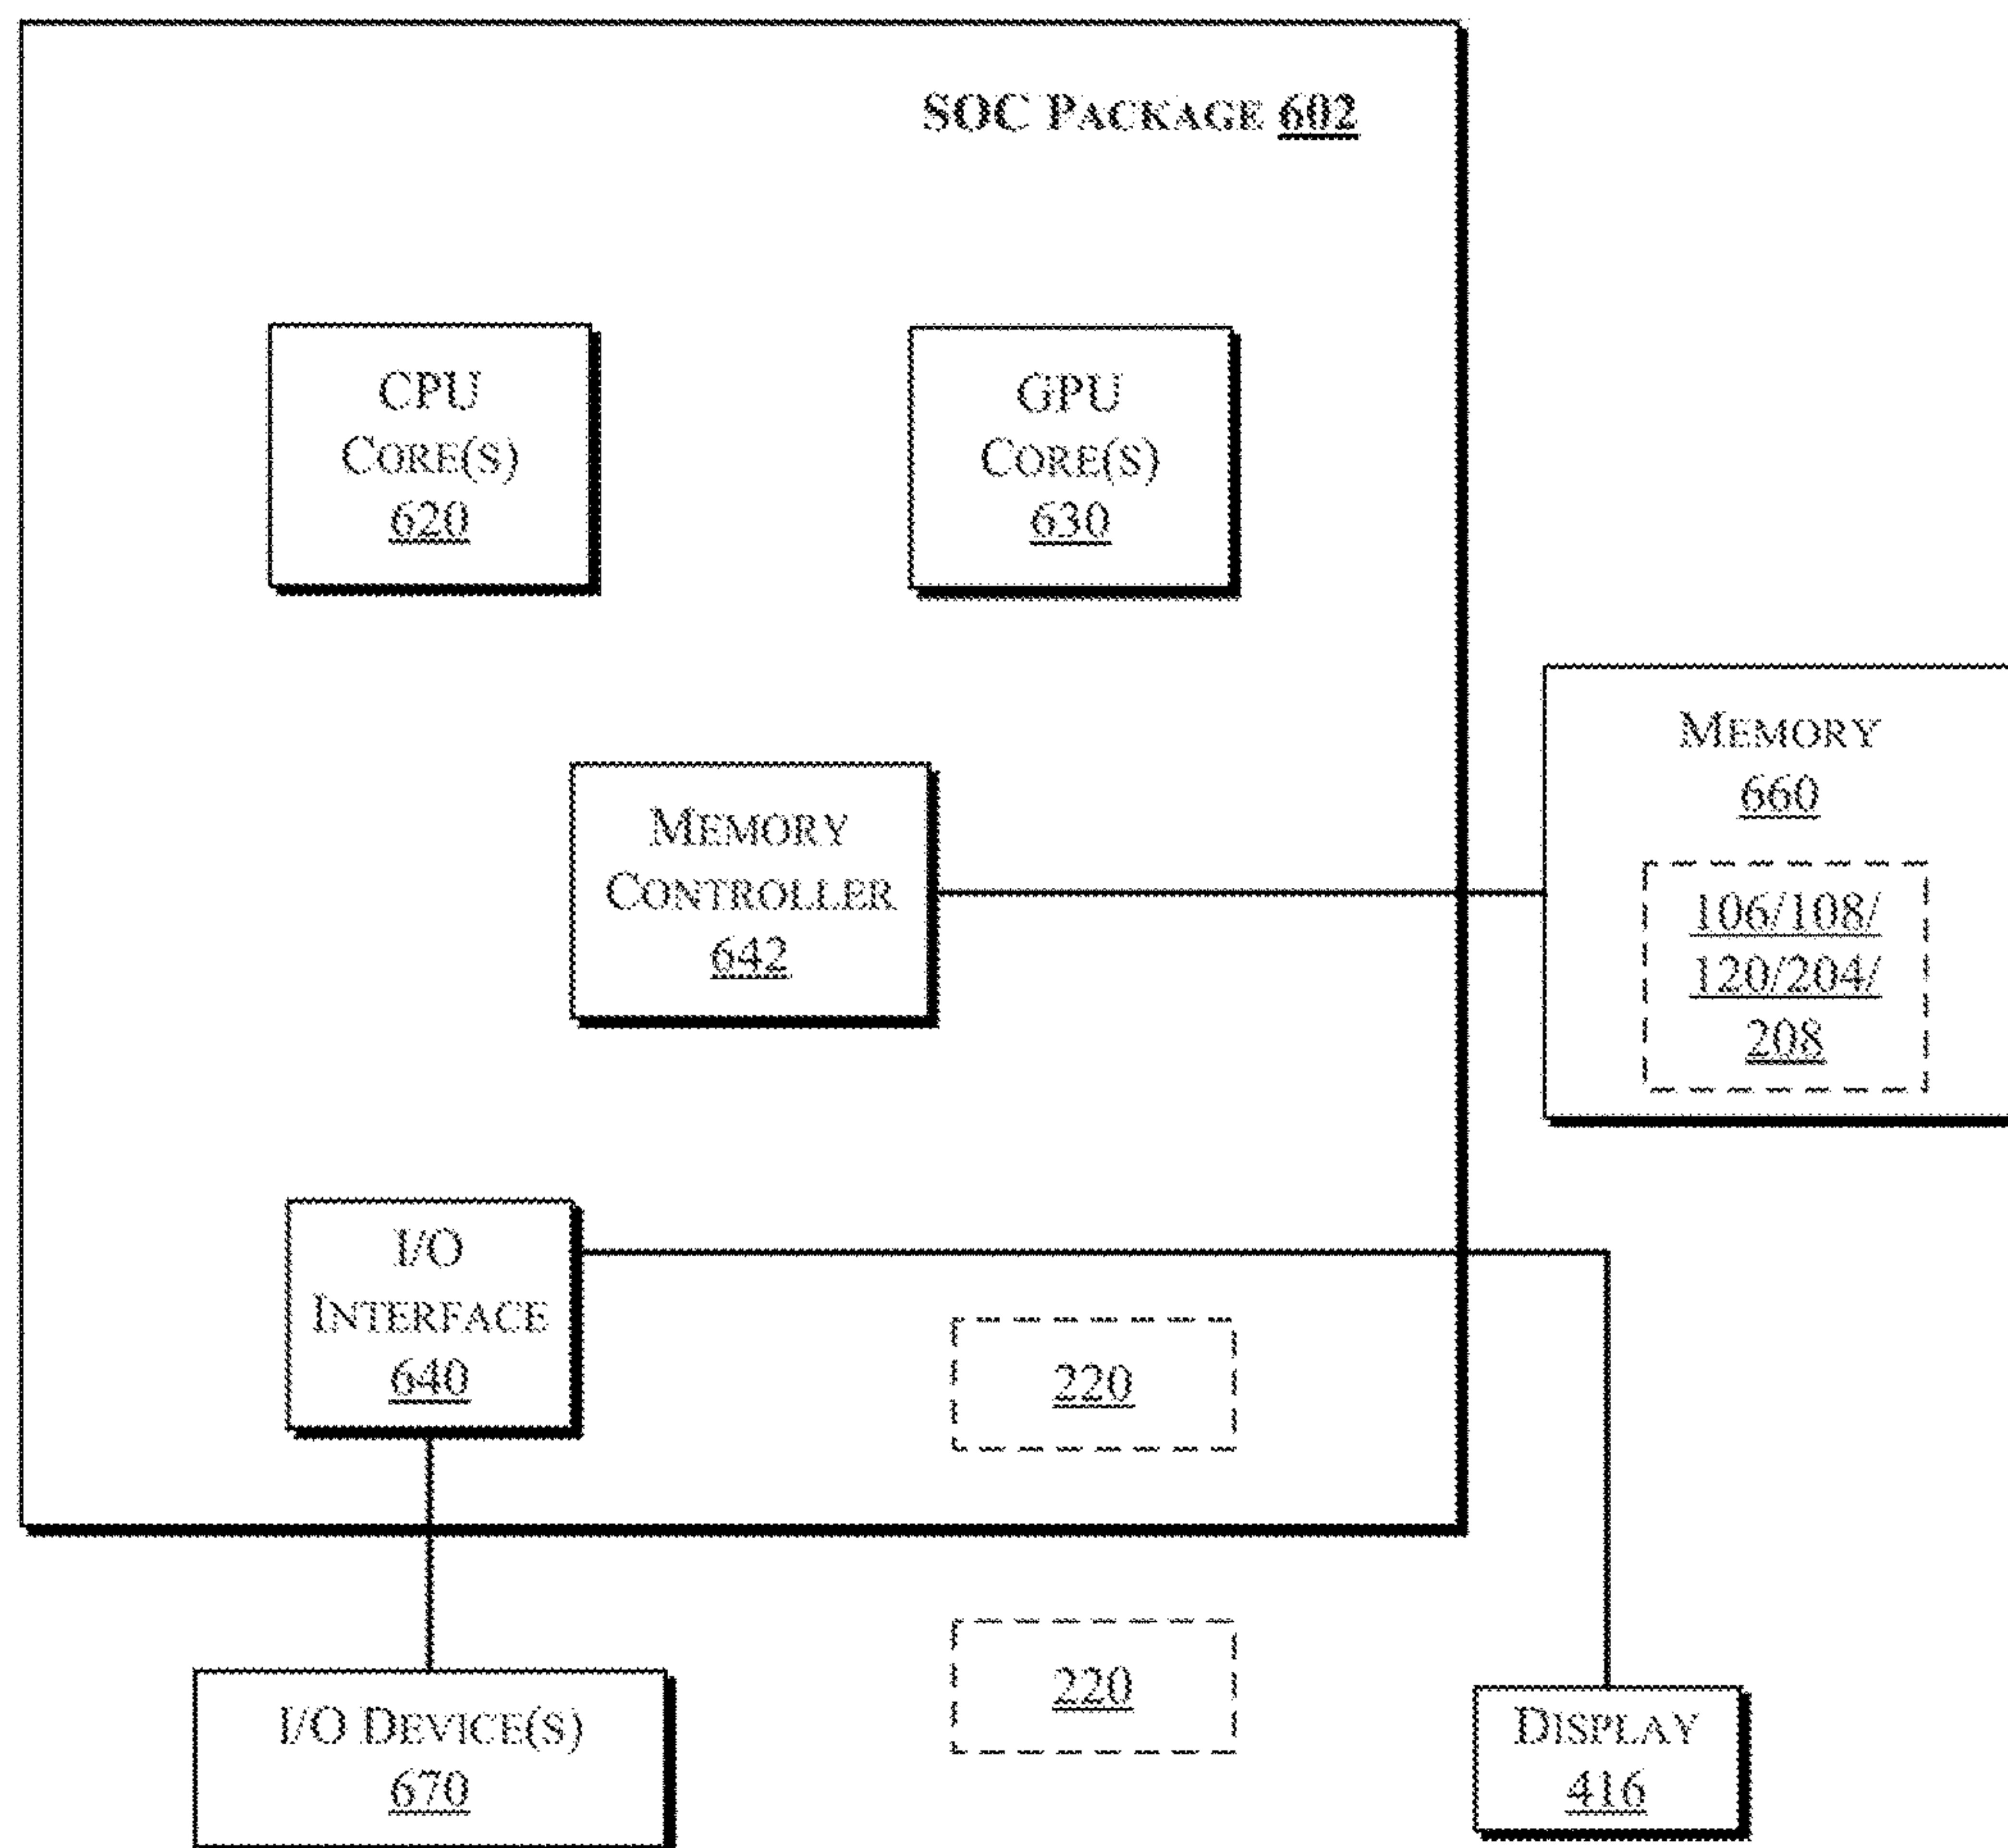 SOC PACKAGE 602
CPU
CORE(S)
620
GPU
CORE(S)
630
MEMORY
CONTROLLER
642
MEMORY
660
106/108/
120/204/
208
I/O
INTERFACE
640
220
220
I/O DEVICE(S)
670
DISPLAY
416